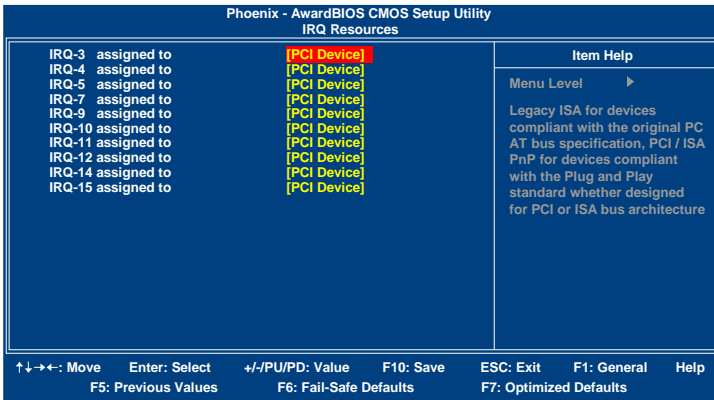 Phoenix - AwardBIOS CMOS Setup Utility
IRQ Resources
IRQ-3 assigned to [PCI Device]
IRQ-4 assigned to [PCI Device]
IRQ-5 assigned to [PCI Device]
IRQ-7 assigned to [PCI Device]
IRQ-9 assigned to [PCI Device]
IRQ-10 assigned to [PCI Device]
IRQ-11 assigned to [PCI Device]
IRQ-12 assigned to [PCI Device]
IRQ-14 assigned to [PCI Device]
IRQ-15 assigned to [PCI Device]
Item Help
Menu Level
Legacy ISA for devices
compliant with the original PC
AT bus specification, PCI / ISA
PnP for devices compliant
with the Plug and Play
standard whether designed
for PCI or ISA bus architecture
↑↓→←: Move Enter: Select +/-/PU/PD: Value F10: Save ESC: Exit F1: General Help
F5: Previous Values F6: Fail-Safe Defaults F7: Optimized Defaults